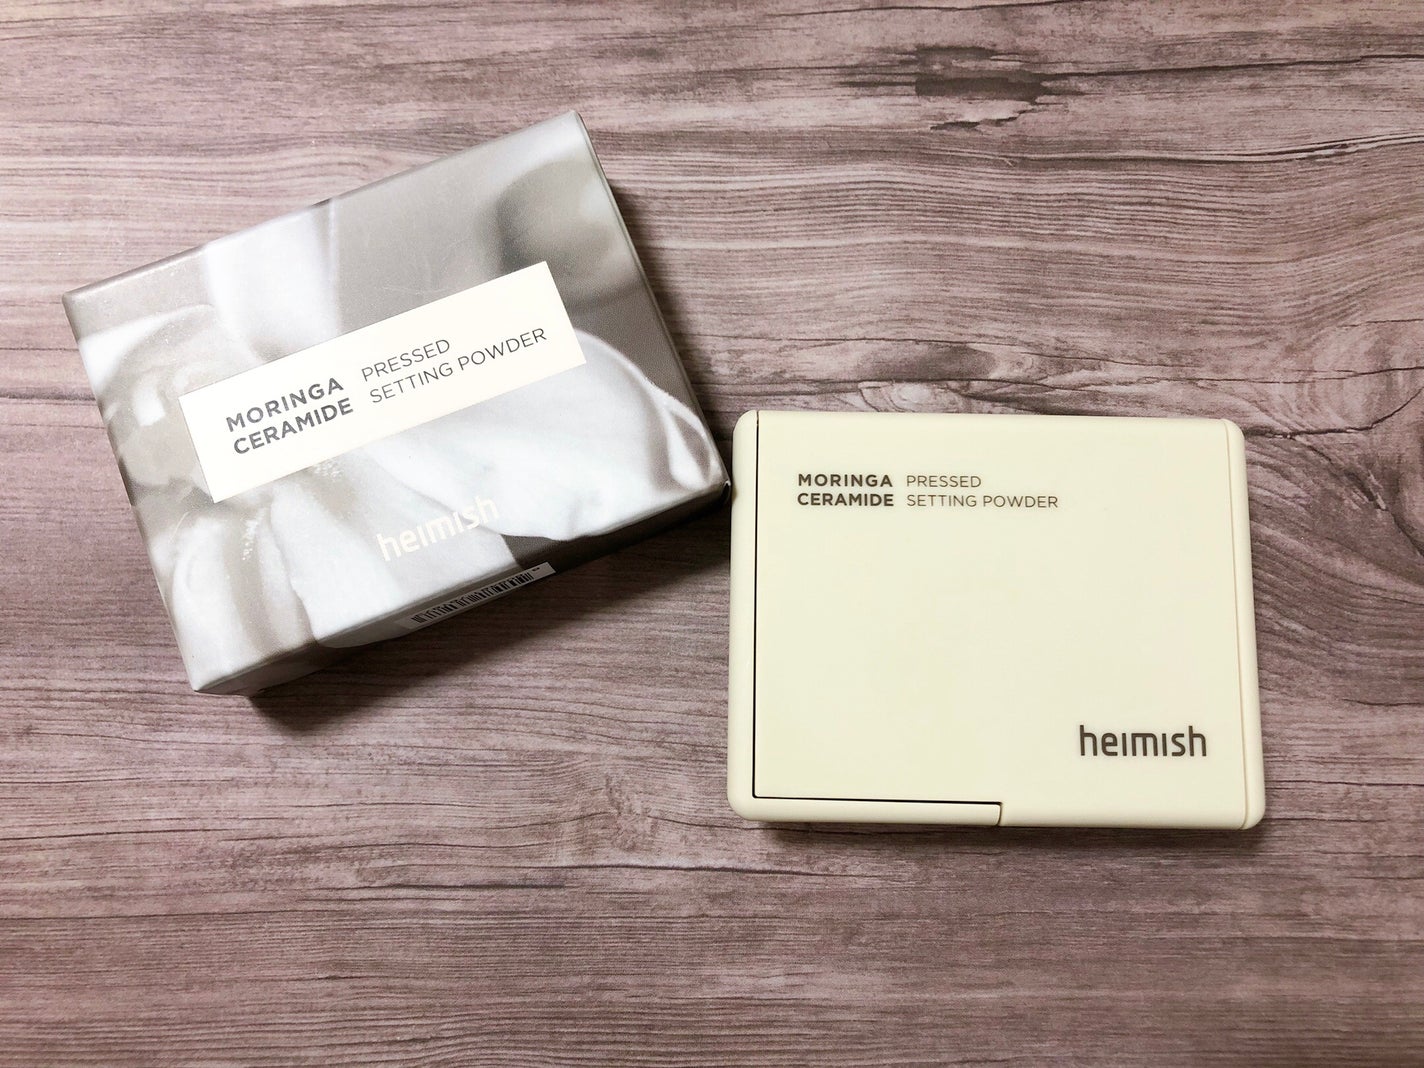 MORINGA PRESSED
CERAMIDE SETTING POWDER
heimish
MORINGA PRESSED
CERAMIDE SETTING POWDER
heimish